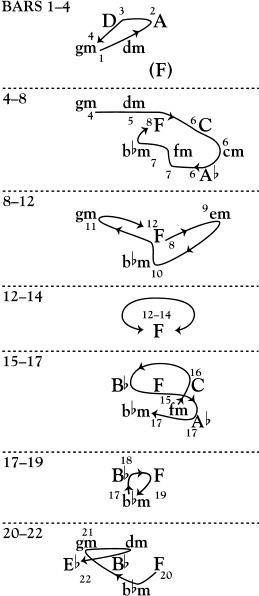 BARS 1–4
3 2
D A
4
gm dm
1
(F)
4–8
gm dm
4 5 8 6
F C
b♭m fm 6 cm
7 7 6 A♭
8–12
gm 9 em
11 12 F 8
b♭m
10
12–14
12–14
F
15–17
16
B♭ F C
15
b♭m fm
17 A♭
17
17–19
18
B♭ F
17 19
b♭m
20–22
21
gm dm
E♭ B♭ F
22 20
b♭m